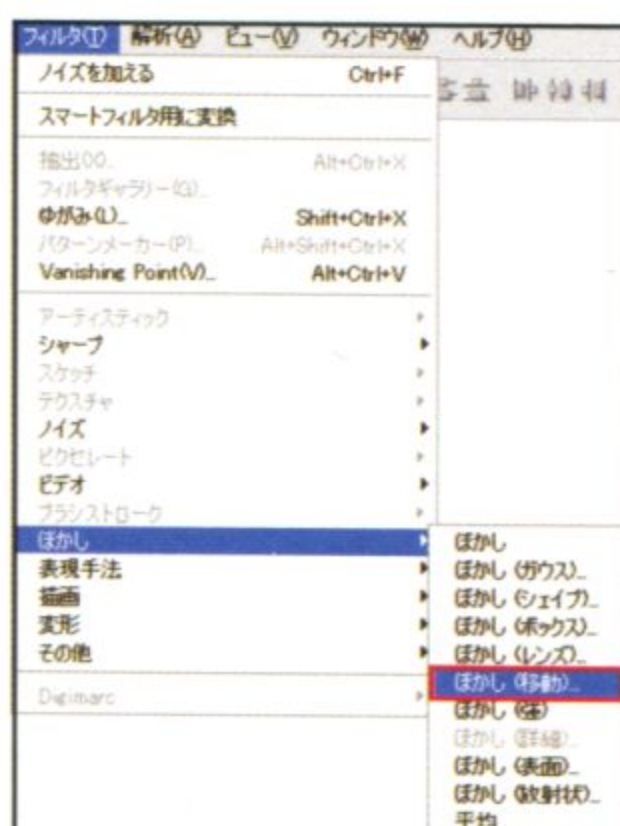 フィルタ(T) 解析(A) ビュー(V) ウィンドウ(W) ヘルプ(H)
ノイズを加える Ctrl+F
スマートフィルタ用に変換
抽出(X)... Alt+Ctrl+X
フィルタギャラリー(G)...
ゆがみ(L)... Shift+Ctrl+X
パターンメーカー(P)... Alt+Shift+Ctrl+X
Vanishing Point(V)... Alt+Ctrl+V
アーティスティック
シャープ
スケッチ
テクスチャ
ノイズ
ピクセレート
ビデオ
ブラシストローク
ぼかし
表現手法
描画
変形
その他
Digimarc
ぼかし
ぼかし (ガウス)...
ぼかし (シェイプ)...
ぼかし (ボックス)...
ぼかし (レンズ)...
ぼかし (移動)...
ぼかし (強)
ぼかし (詳細)...
ぼかし (表面)...
ぼかし (放射状)...
平均